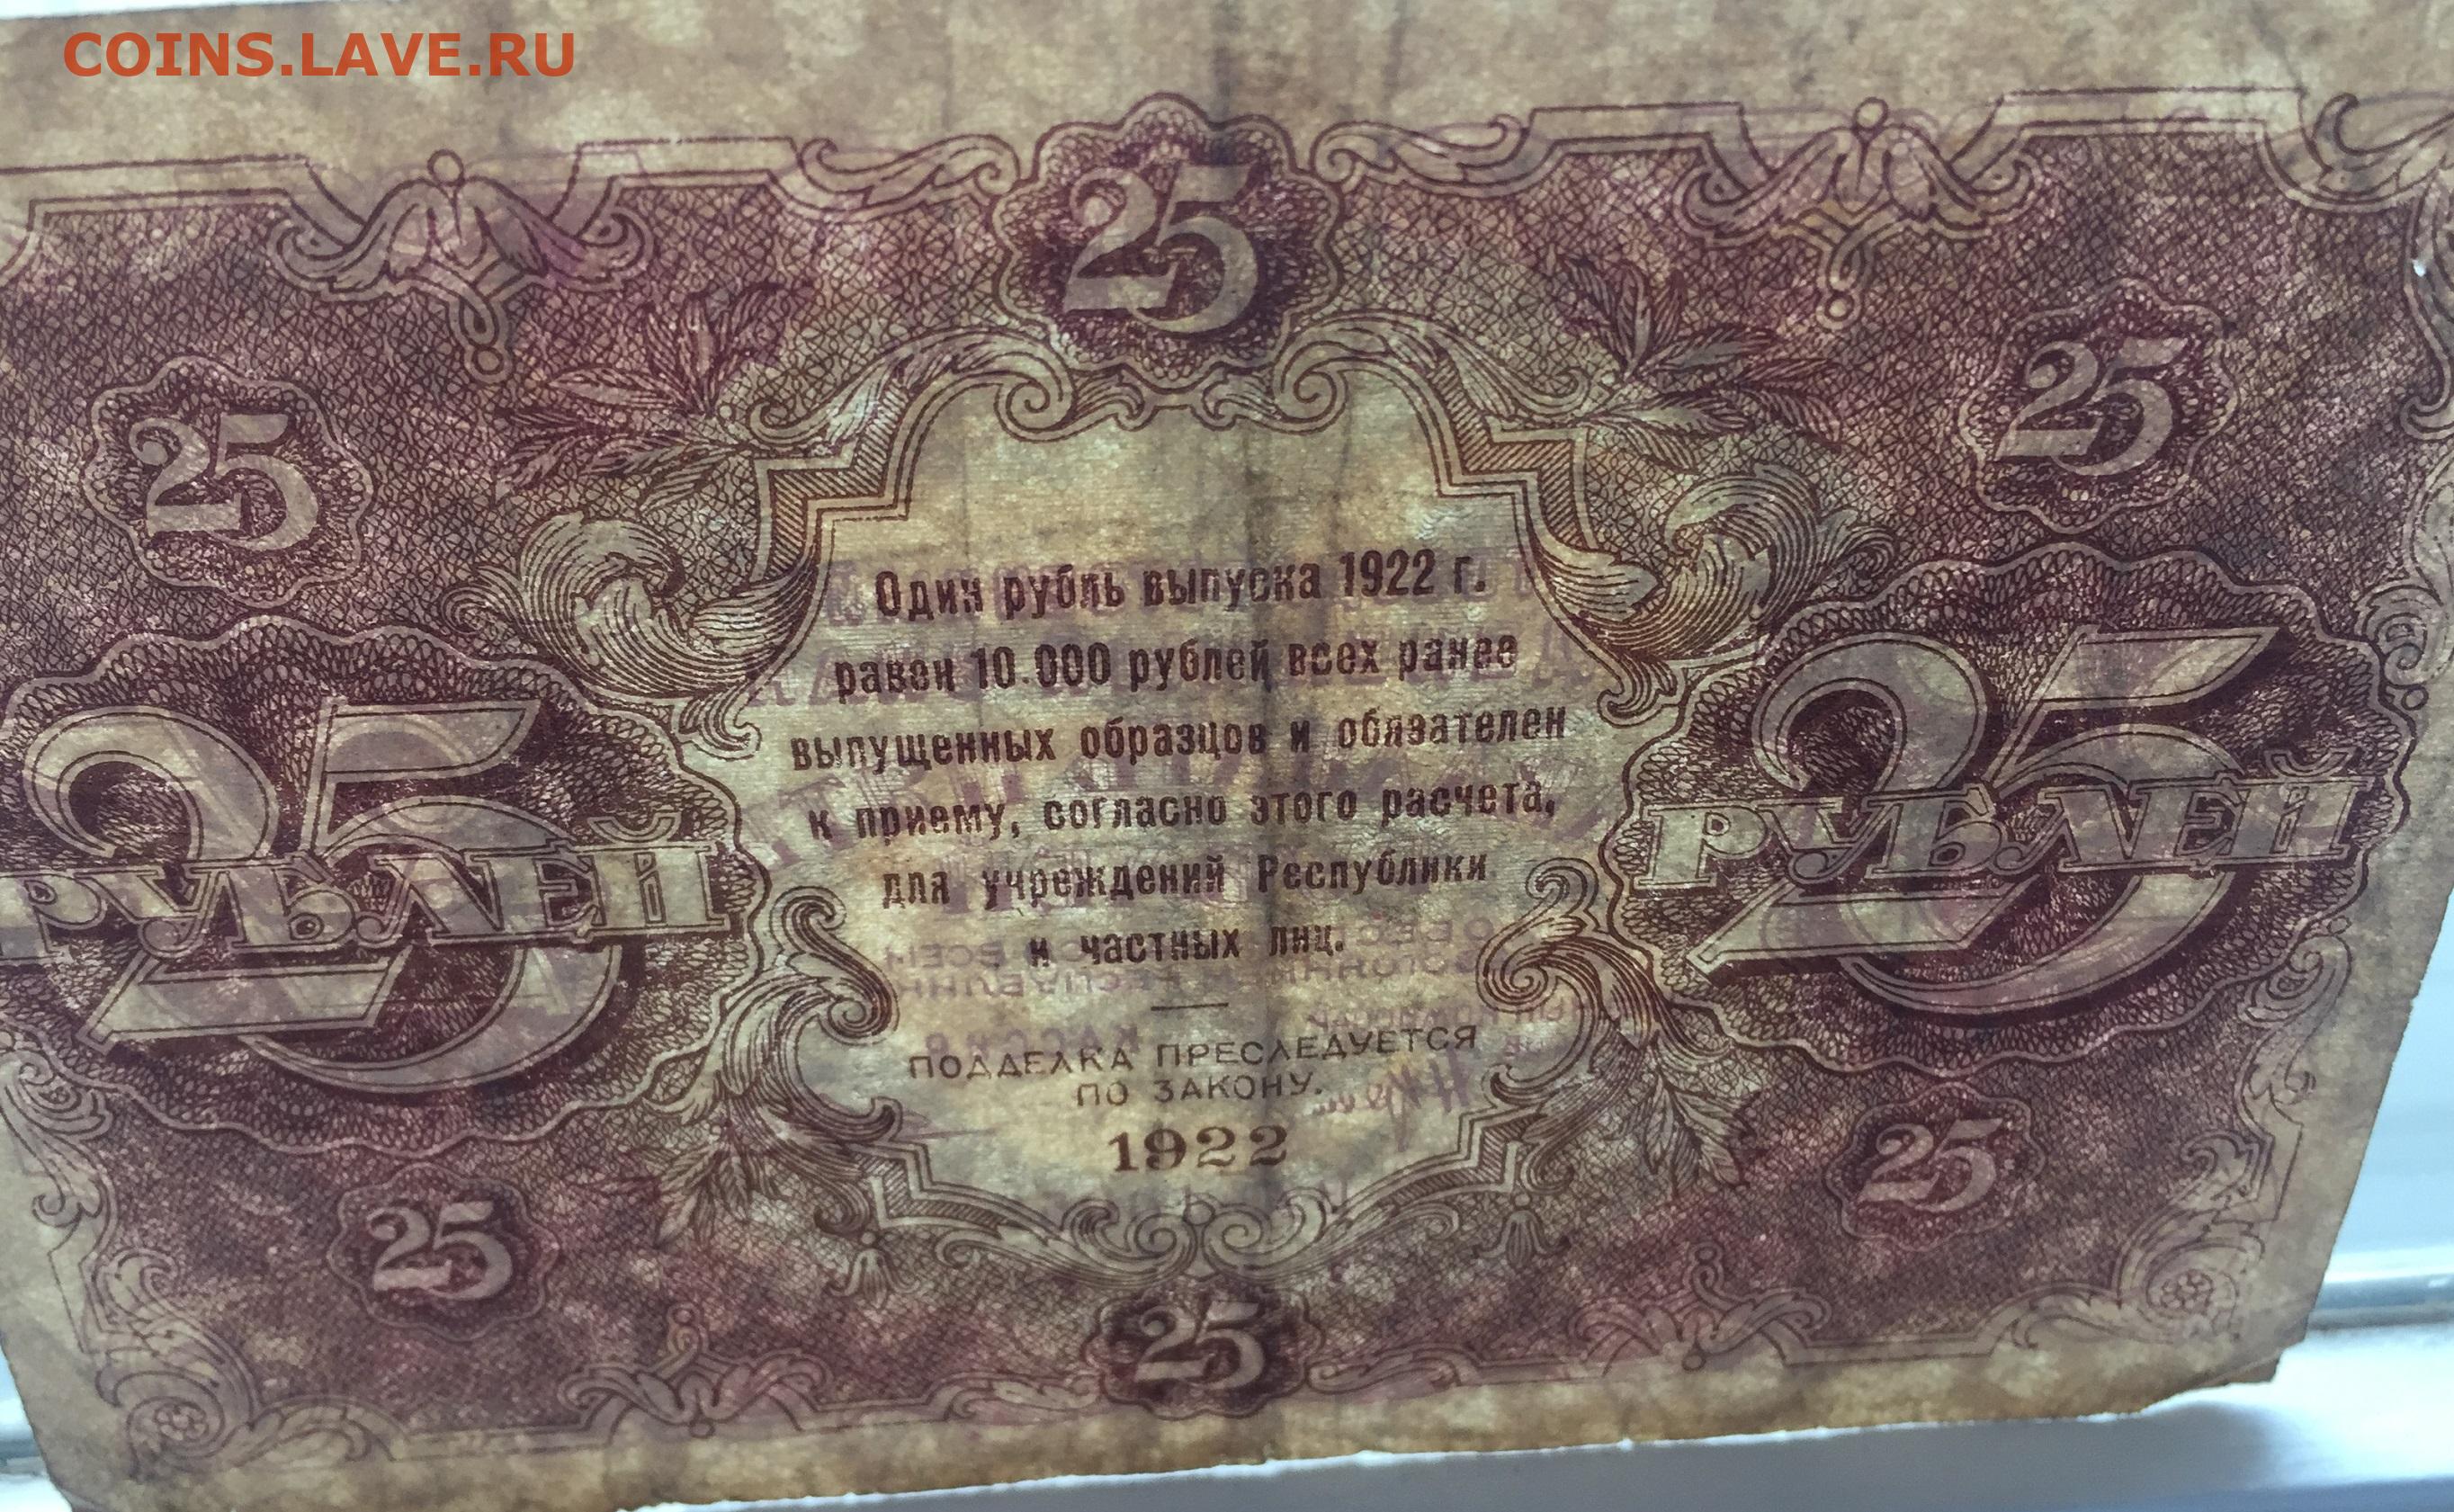 COINS.LAVE.RU
25
25 25
Один рубль выпуска 1922 г.
равен 10.000 рублей всех ранее
выпущенных образцов и обязателен
к приему, согласно этого расчета,
для учреждений Республики
и частных лиц.
25 РУБЛЕЙ 25 РУБЛЕЙ
ПОДДЕЛКА ПРЕСЛЕДУЕТСЯ
ПО ЗАКОНУ.
1922
25 25
25